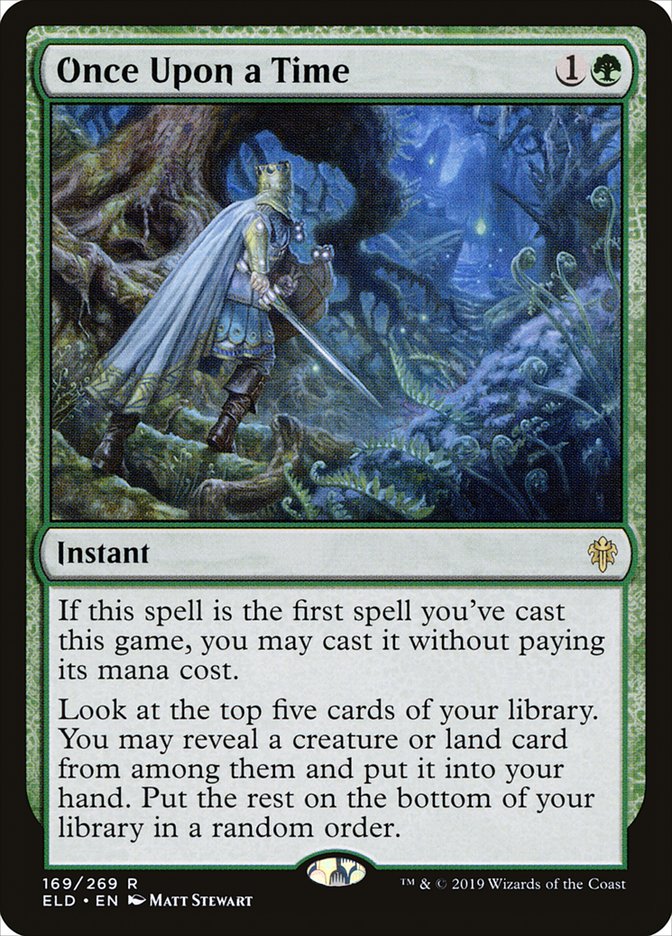 Once Upon a Time 1
Instant
If this spell is the first spell you've cast
this game, you may cast it without paying
its mana cost.
Look at the top five cards of your library.
You may reveal a creature or land card
from among them and put it into your
hand. Put the rest on the bottom of your
library in a random order.
169/269 R
ELD • EN Matt Stewart
™ & © 2019 Wizards of the Coast